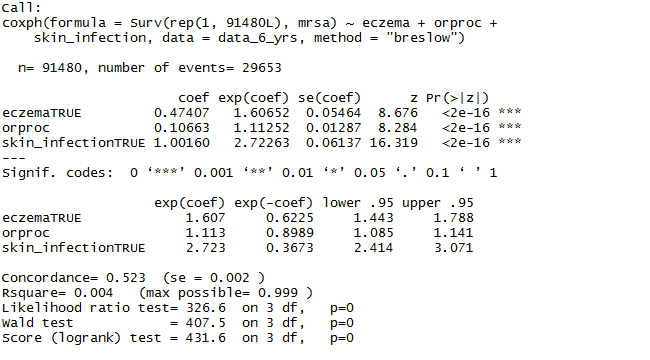 Call:
coxph(formula = Surv(rep(1, 91480L), mrsa) ~ eczema + orproc +
    skin_infection, data = data_6_yrs, method = "breslow")

  n= 91480, number of events= 29653

                      coef exp(coef) se(coef)      z Pr(>|z|)
eczemaTRUE         0.47407   1.60652  0.05464  8.676   <2e-16 ***
orproc             0.10663   1.11252  0.01287  8.284   <2e-16 ***
skin_infectionTRUE 1.00160   2.72263  0.06137 16.319   <2e-16 ***
---
Signif. codes:  0 ‘***’ 0.001 ‘**’ 0.01 ‘*’ 0.05 ‘.’ 0.1 ‘ ’ 1

                   exp(coef) exp(-coef) lower .95 upper .95
eczemaTRUE             1.607     0.6225     1.443     1.788
orproc                 1.113     0.8989     1.085     1.141
skin_infectionTRUE     2.723     0.3673     2.414     3.071

Concordance= 0.523  (se = 0.002 )
Rsquare= 0.004   (max possible= 0.999 )
Likelihood ratio test= 326.6  on 3 df,   p=0
Wald test            = 407.5  on 3 df,   p=0
Score (logrank) test = 431.6  on 3 df,   p=0